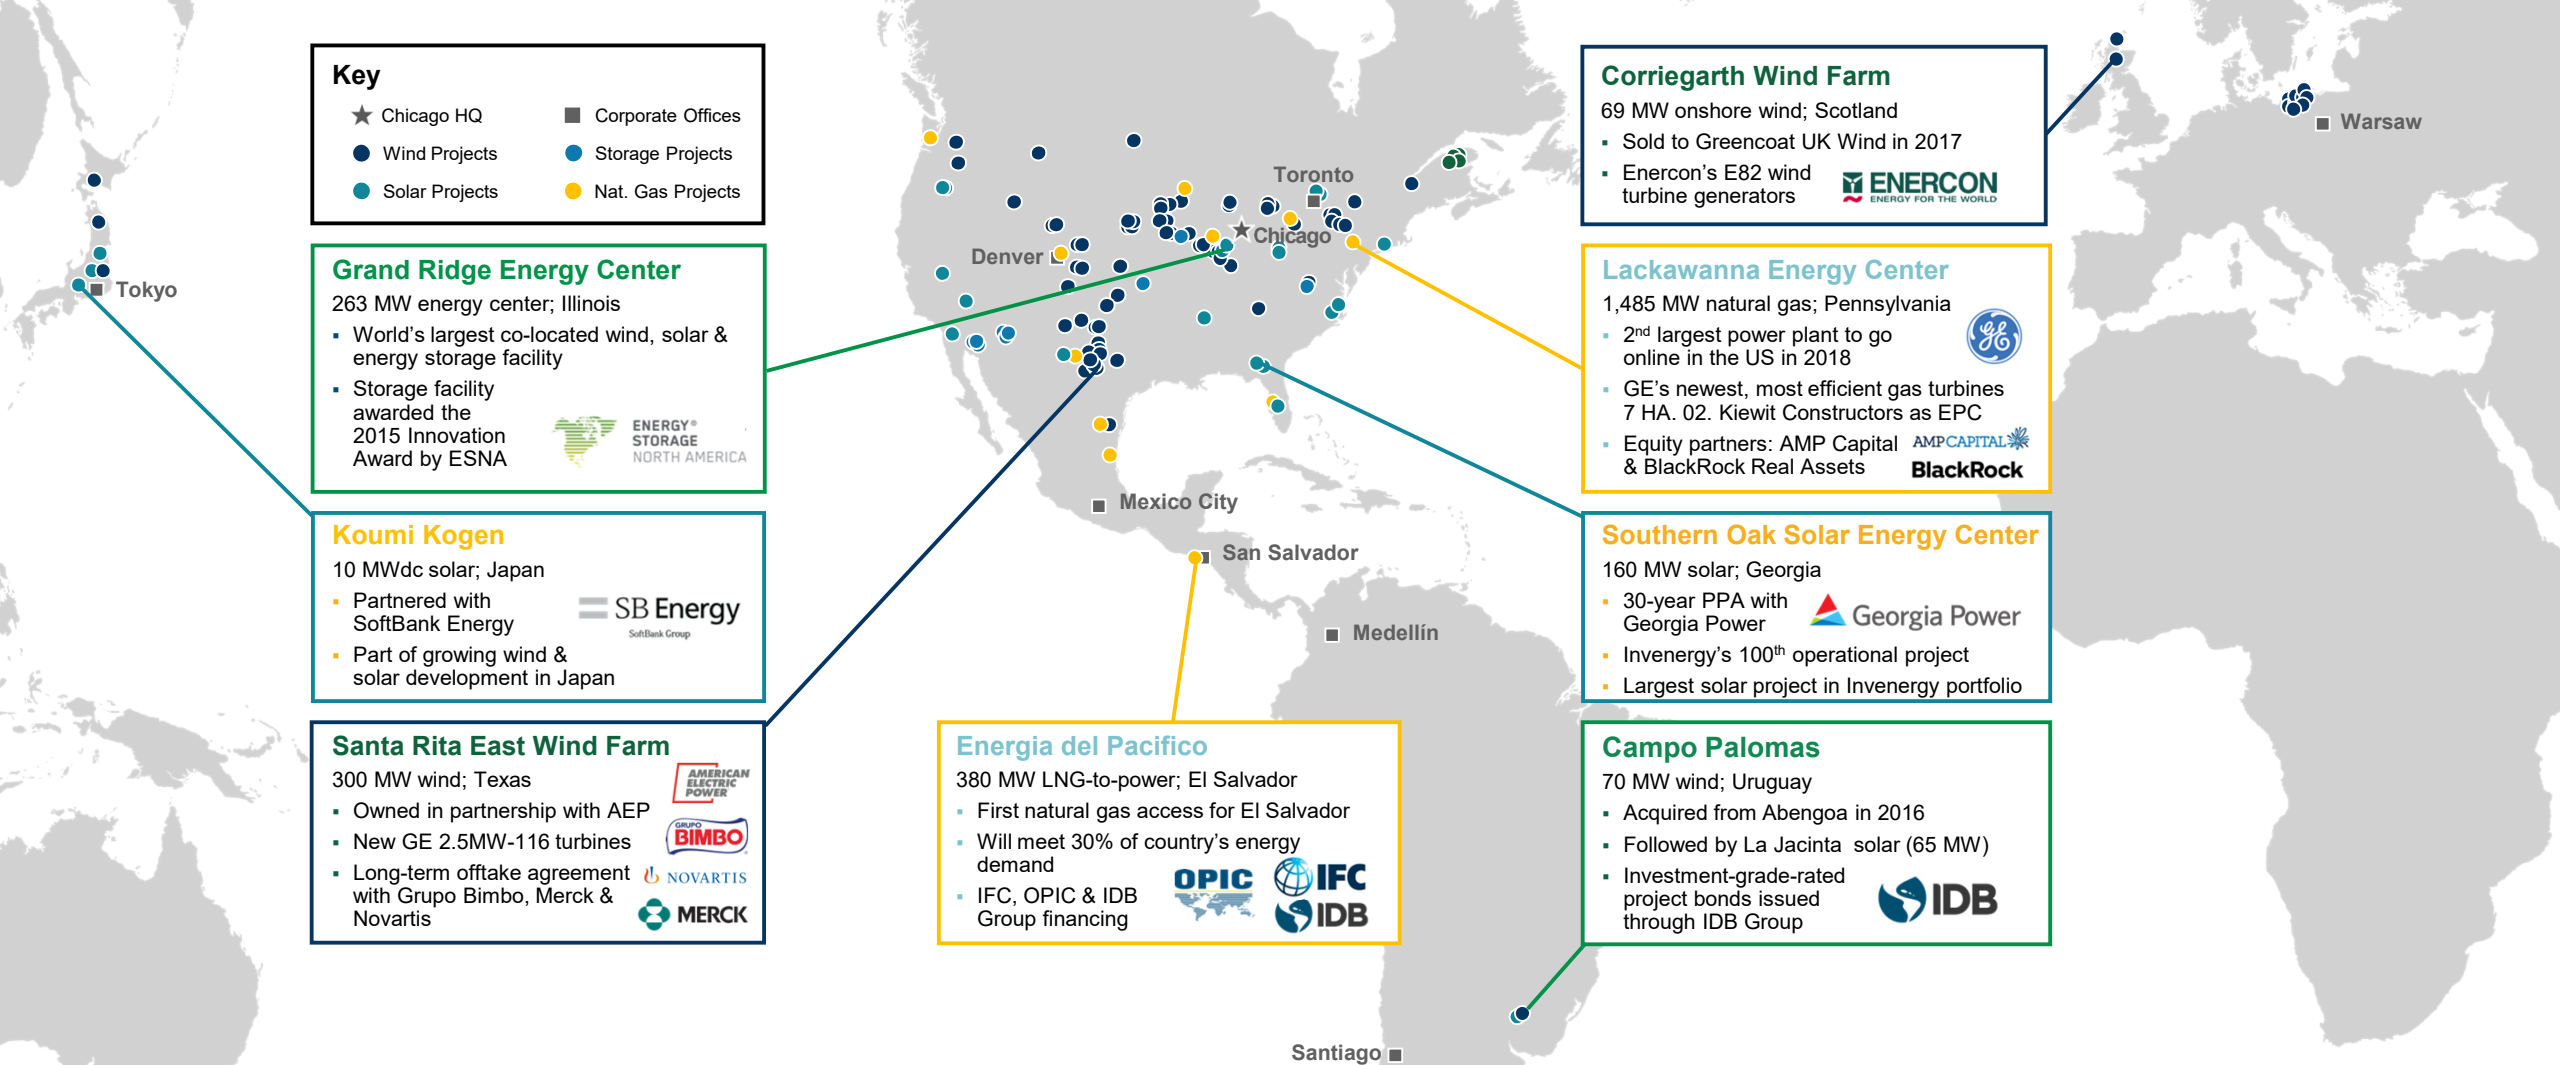 Key
Chicago HQ
Corporate Offices
Wind Projects
Storage Projects
Solar Projects
Nat. Gas Projects
Grand Ridge Energy Center
263 MW energy center; Illinois
▪ World's largest co-located wind, solar &
energy storage facility
▪ Storage facility
awarded the
2015 Innovation
Award by ESNA
ENERGY®
STORAGE
NORTH AMERICA
Koumi Kogen
10 MWdc solar; Japan
▪ Partnered with
SoftBank Energy
SB Energy
SoftBank Group
▪ Part of growing wind &
solar development in Japan
Santa Rita East Wind Farm
300 MW wind; Texas
▪ Owned in partnership with AEP
▪ New GE 2.5MW-116 turbines
▪ Long-term offtake agreement
with Grupo Bimbo, Merck &
Novartis
AMERICAN
ELECTRIC
POWER
GRUPO
BIMBO
NOVARTIS
MERCK
Tokyo
Denver
Toronto
Chicago
Mexico City
San Salvador
Medellín
Santiago
Warsaw
Energia del Pacifico
380 MW LNG-to-power; El Salvador
▪ First natural gas access for El Salvador
▪ Will meet 30% of country's energy
demand
▪ IFC, OPIC & IDB
Group financing
OPIC
IFC
IDB
Corriegarth Wind Farm
69 MW onshore wind; Scotland
▪ Sold to Greencoat UK Wind in 2017
▪ Enercon's E82 wind
turbine generators
ENERCON
ENERGY FOR THE WORLD
Lackawanna Energy Center
1,485 MW natural gas; Pennsylvania
▪ 2nd largest power plant to go
online in the US in 2018
GE
▪ GE's newest, most efficient gas turbines
7 HA. 02. Kiewit Constructors as EPC
▪ Equity partners: AMP Capital
& BlackRock Real Assets
AMP CAPITAL
BlackRock
Southern Oak Solar Energy Center
160 MW solar; Georgia
▪ 30-year PPA with
Georgia Power
Georgia Power
▪ Invenergy's 100th operational project
▪ Largest solar project in Invenergy portfolio
Campo Palomas
70 MW wind; Uruguay
▪ Acquired from Abengoa in 2016
▪ Followed by La Jacinta  solar (65 MW)
▪ Investment-grade-rated
project bonds issued
through IDB Group
IDB